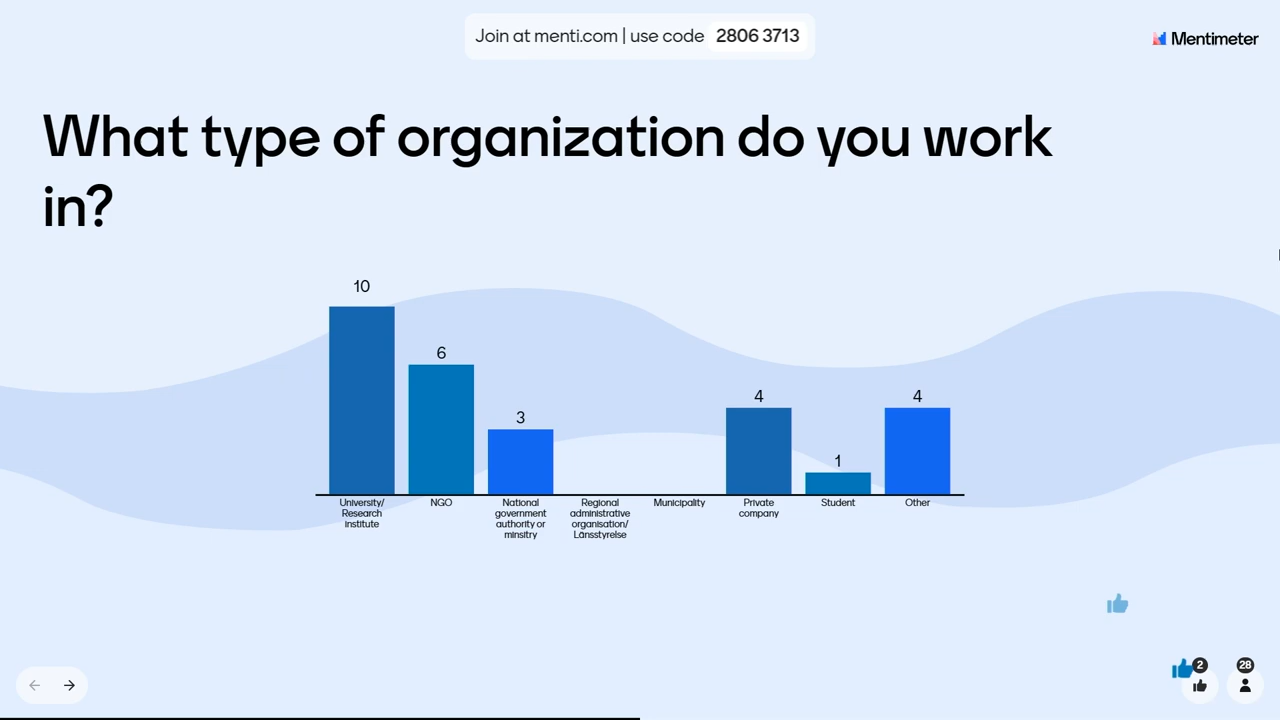 Join at menti.com | use code 2806 3713
Mentimeter
What type of organization do you work
in?
10
6
3
4
1
4
University/
Research
institute
NGO
National
government
authority or
minsitry
Regional
administrative
organisation/
Länsstyrelse
Municipality
Private
company
Student
Other
2
28